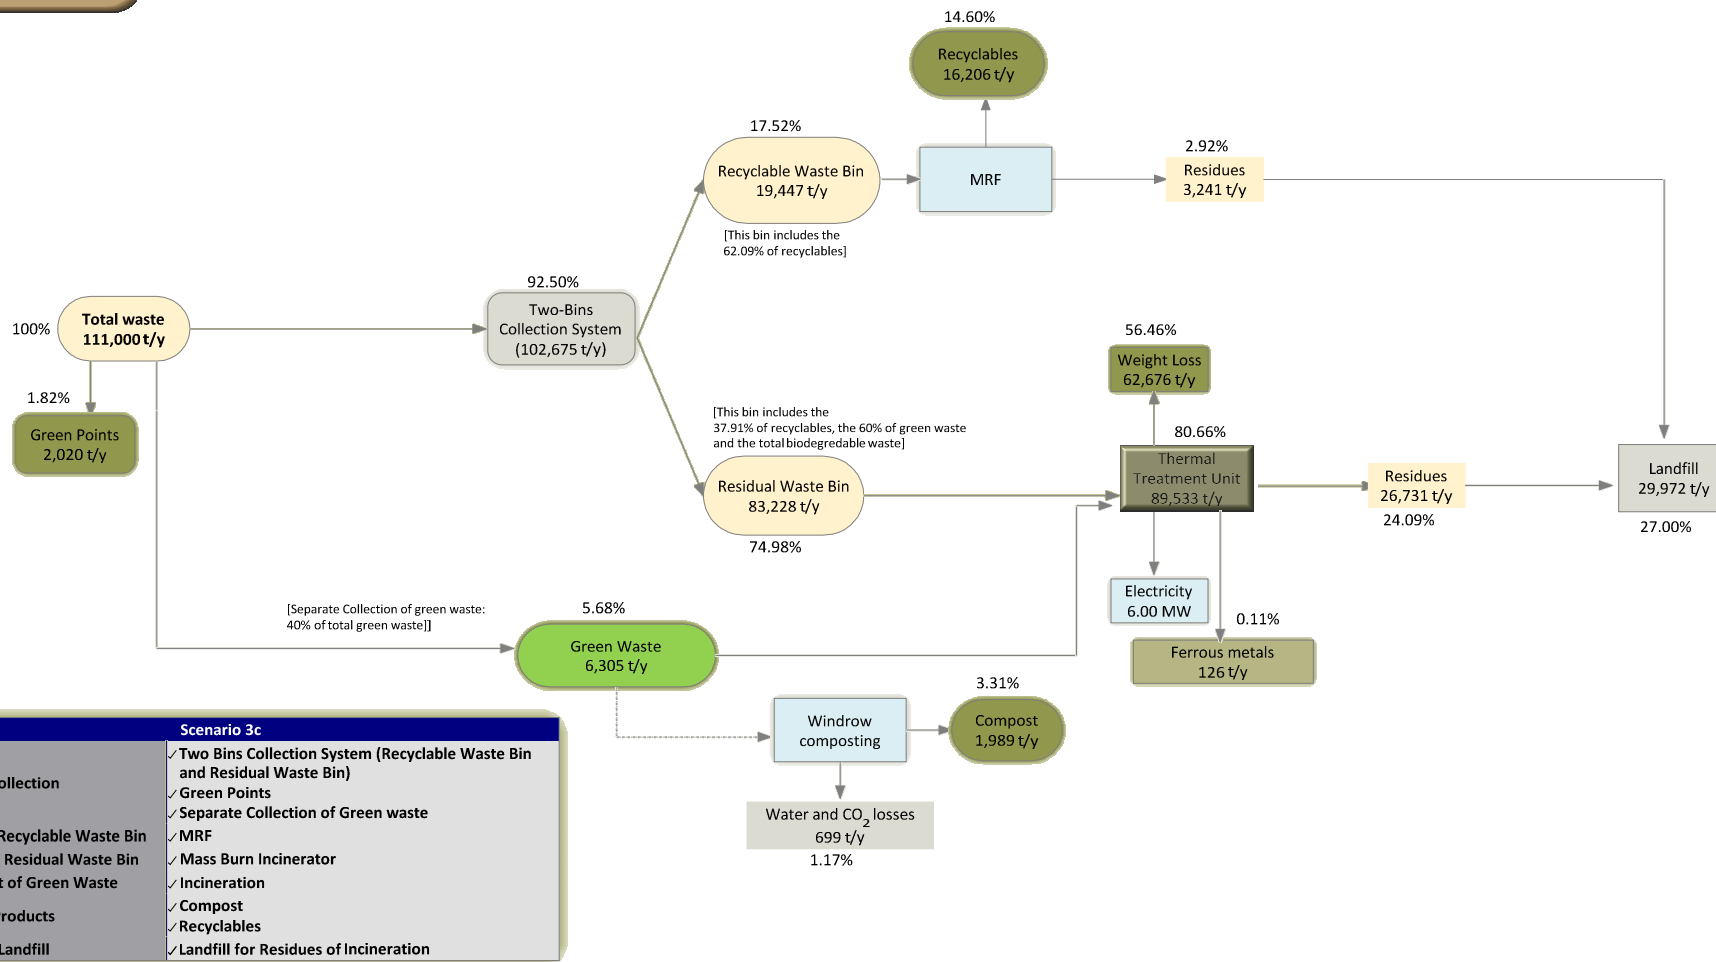 14.60%
Recyclables
16,206 t/y
17.52%
Recyclable Waste Bin
19,447 t/y
[This bin includes the
62.09% of recyclables]
MRF
2.92%
Residues
3,241 t/y
92.50%
Two-Bins
Collection System
(102,675 t/y)
100%
Total waste
111,000 t/y
1.82%
Green Points
2,020 t/y
56.46%
Weight Loss
62,676 t/y
[This bin includes the
37.91% of recyclables, the 60% of green waste
and the total biodegredable waste]
Residual Waste Bin
83,228 t/y
74.98%
80.66%
Thermal
Treatment Unit
89,533 t/y
Residues
26,731 t/y
24.09%
Landfill
29,972 t/y
27.00%
Electricity
6.00 MW
0.11%
Ferrous metals
126 t/y
[Separate Collection of green waste:
40% of total green waste]]
5.68%
Green Waste
6,305 t/y
Windrow
composting
3.31%
Compost
1,989 t/y
Water and CO2 losses
699 t/y
1.17%
Scenario 3c
ollection
✓Two Bins Collection System (Recyclable Waste Bin
and Residual Waste Bin)
✓Green Points
✓Separate Collection of Green waste
Recyclable Waste Bin
✓MRF
Residual Waste Bin
✓Mass Burn Incinerator
t of Green Waste
✓Incineration
roducts
✓Compost
✓Recyclables
Landfill
✓Landfill for Residues of Incineration